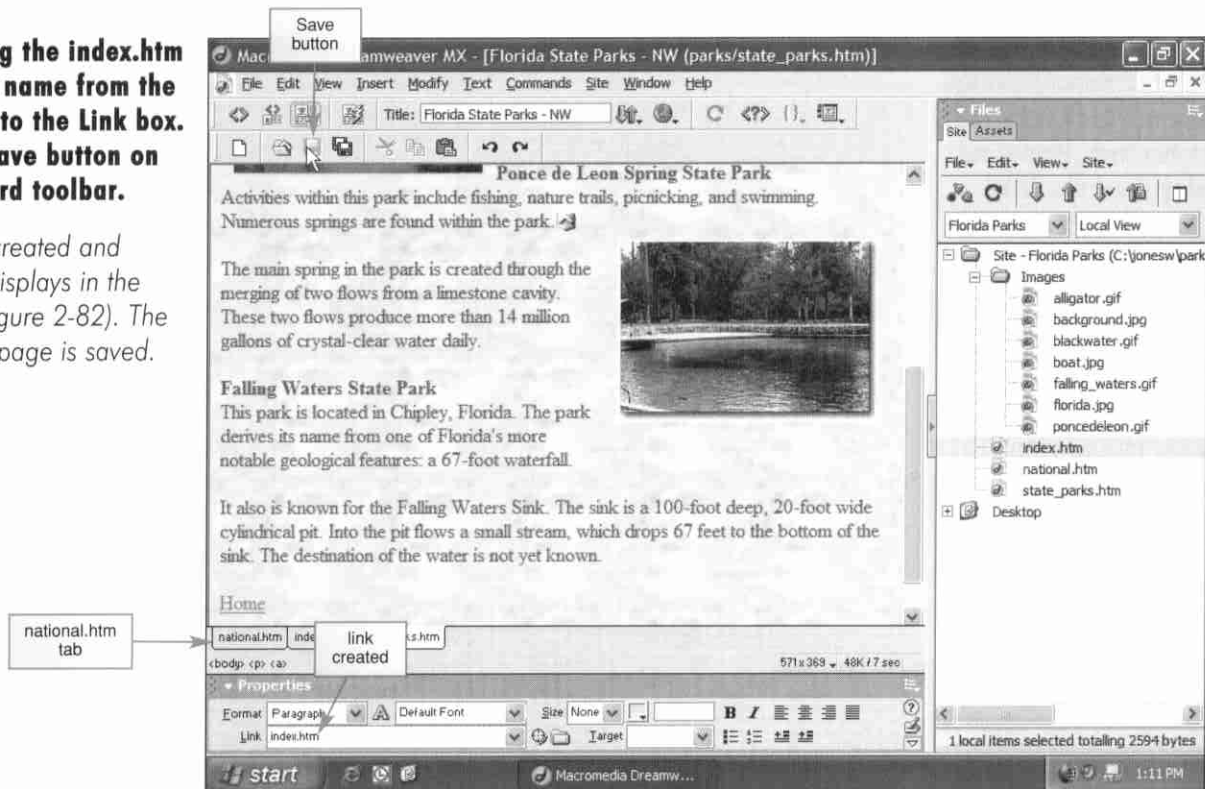 g the index.htm
name from the
to the Link box.
ave button on
rd toolbar.
reated and
isplays in the
gure 2-82). The
page is saved.
Save
button
amweaver MX - [Florida State Parks - NW (parks/state_parks.htm)]
File Edit View Insert Modify Text Commands Site Window Help
Title: Florida State Parks - NW
Ponce de Leon Spring State Park
Activities within this park include fishing, nature trails, picnicking, and swimming.
Numerous springs are found within the park.
The main spring in the park is created through the
merging of two flows from a limestone cavity.
These two flows produce more than 14 million
gallons of crystal-clear water daily.
Falling Waters State Park
This park is located in Chipley, Florida. The park
derives its name from one of Florida's more
notable geological features: a 67-foot waterfall.
It also is known for the Falling Waters Sink. The sink is a 100-foot deep, 20-foot wide
cylindrical pit. Into the pit flows a small stream, which drops 67 feet to the bottom of the
sink. The destination of the water is not yet known.
Home
national.htm
tab
national.htm inde ks.htm
link
created
<body> <p> <a> 571 x 369 48K / 7 sec
Properties
Format Paragraph Default Font Size None B I
Link index.htm Target
Files
Site Assets
File Edit View Site
Florida Parks Local View
Site - Florida Parks (C:\jonesw\park
Images
alligator.gif
background.jpg
blackwater.gif
boat.jpg
falling_waters.gif
florida.jpg
poncedeleon.gif
index.htm
national.htm
state_parks.htm
Desktop
1 local items selected totalling 2594 bytes
start Macromedia Dreamw... 1:11 PM